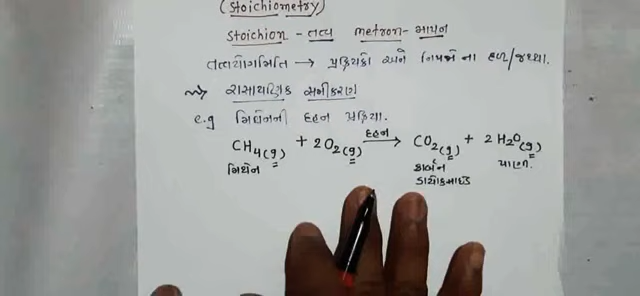 (Stoichiometry)
Stoichion - તત્વ metron - માપન
તત્વયોગમિતિ → પ્રક્રિયકો અને નિપજો ના દળ/જથ્થા.
રાસાયણિક સમીકરણ
e.g મિથેનની દહન પ્રક્રિયા.
CH₄(g) + 2O₂(g) દહન → CO₂(g) + 2H₂O(g)
મિથેન કાર્બન પાણી.
ડાયોક્સાઈડ